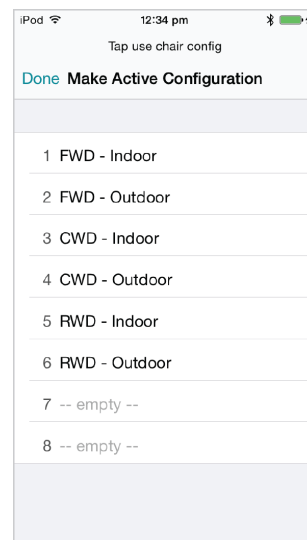 iPod 12:34 pm
Tap use chair config
Done Make Active Configuration
1 FWD - Indoor
2 FWD - Outdoor
3 CWD - Indoor
4 CWD - Outdoor
5 RWD - Indoor
6 RWD - Outdoor
7 -- empty --
8 -- empty --